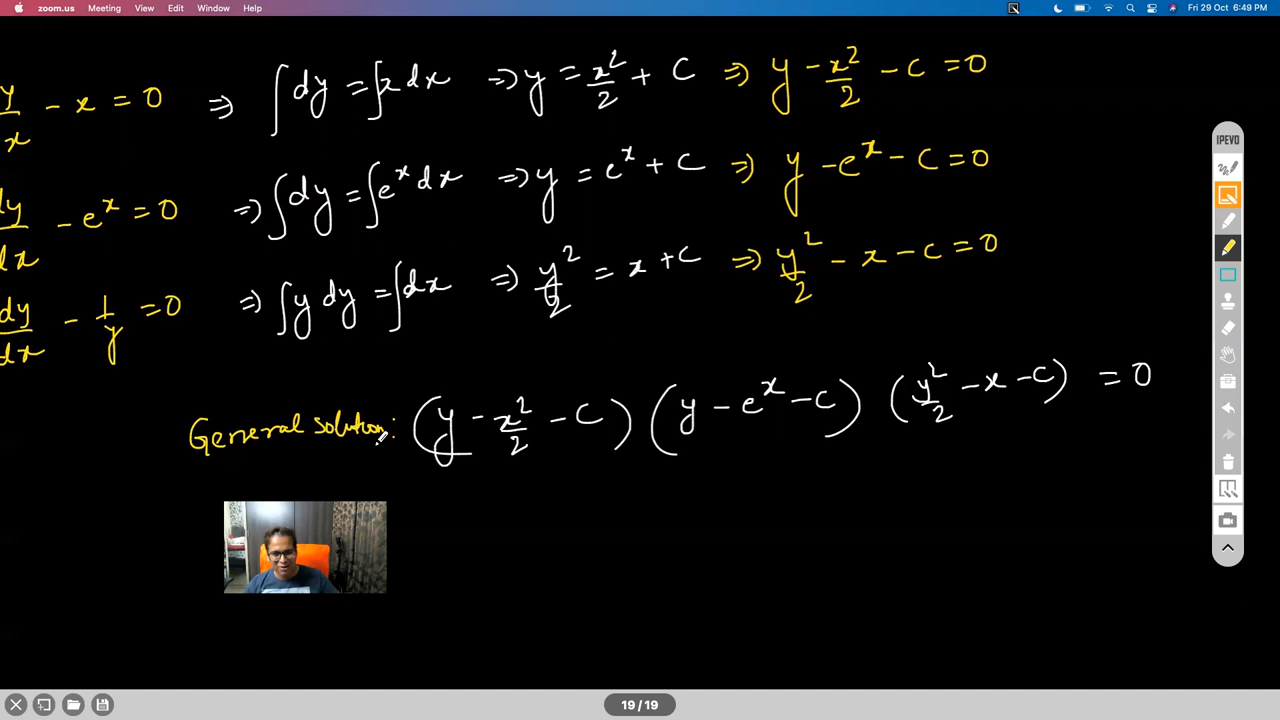 zoom.us Meeting View Edit Window Help Fri 29 Oct 6:49 PM
y/x - x = 0 ⇒ ∫dy = ∫x dx ⇒ y = x²/2 + C ⇒ y - x²/2 - C = 0
IPEVO
dy/dx - eˣ = 0 ⇒ ∫dy = ∫eˣ dx ⇒ y = eˣ + C ⇒ y - eˣ - C = 0
dy/dx - 1/y = 0 ⇒ ∫y dy = ∫dx ⇒ y²/2 = x + C ⇒ y²/2 - x - C = 0
General solution: (y - x²/2 - C) (y - eˣ - C) (y²/2 - x - C) = 0
19 / 19